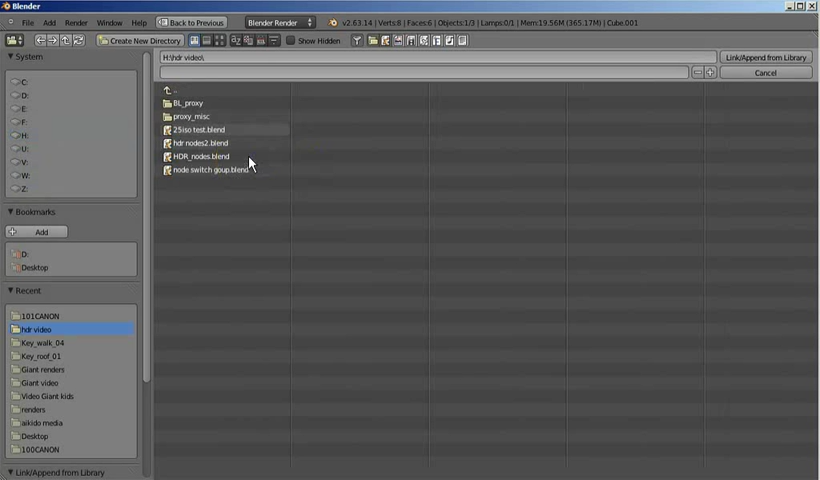 Blender
File Add Render Window Help Back to Previous Blender Render v2.63.14 | Verts:8 | Faces:6 | Objects:1/3 | Lamps:0/1 | Mem:19.56M (365.17M) | Cube.001
Create New Directory Show Hidden
System
C:
D:
E:
F:
H:
U:
V:
W:
Z:
Bookmarks
Add
D:
Desktop
Recent
101CANON
hdr video
Key_walk_04
Key_roof_01
Giant renders
Giant video
Video Giant kids
renders
aikido media
Desktop
100CANON
Link/Append from Library
H:\hdr video\
Link/Append from Library
Cancel
..
BL_proxy
proxy_misc
25iso test.blend
hdr nodes2.blend
HDR_nodes.blend
node switch goup.blend